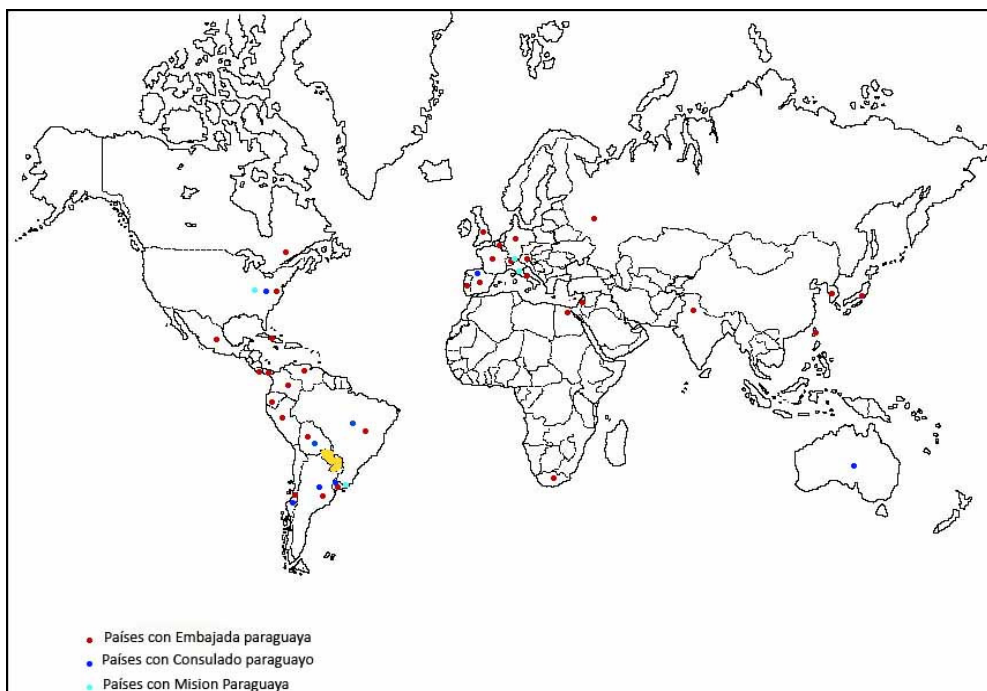 Países con Embajada paraguaya
Países con Consulado paraguayo
Países con Mision Paraguaya